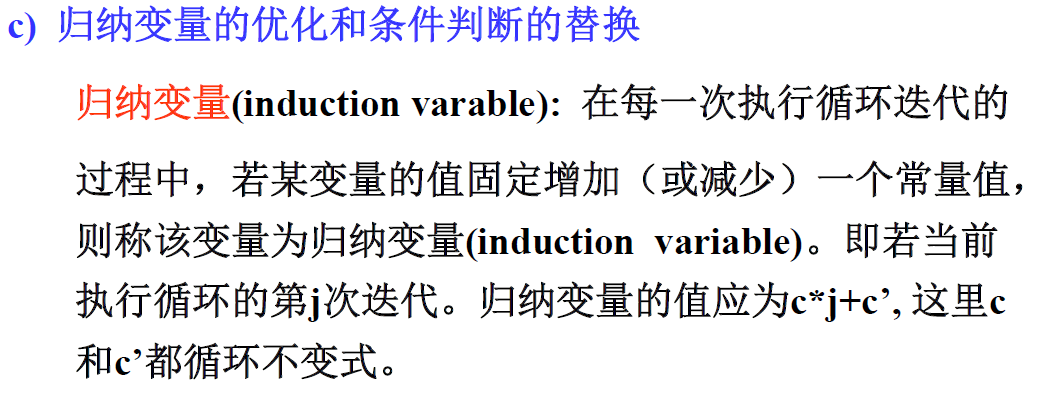 c) 归纳变量的优化和条件判断的替换
归纳变量(induction varable): 在每一次执行循环迭代的
过程中，若某变量的值固定增加（或减少）一个常量值，
则称该变量为归纳变量(induction variable)。即若当前
执行循环的第j次迭代。归纳变量的值应为c*j+c’, 这里c
和c’都循环不变式。